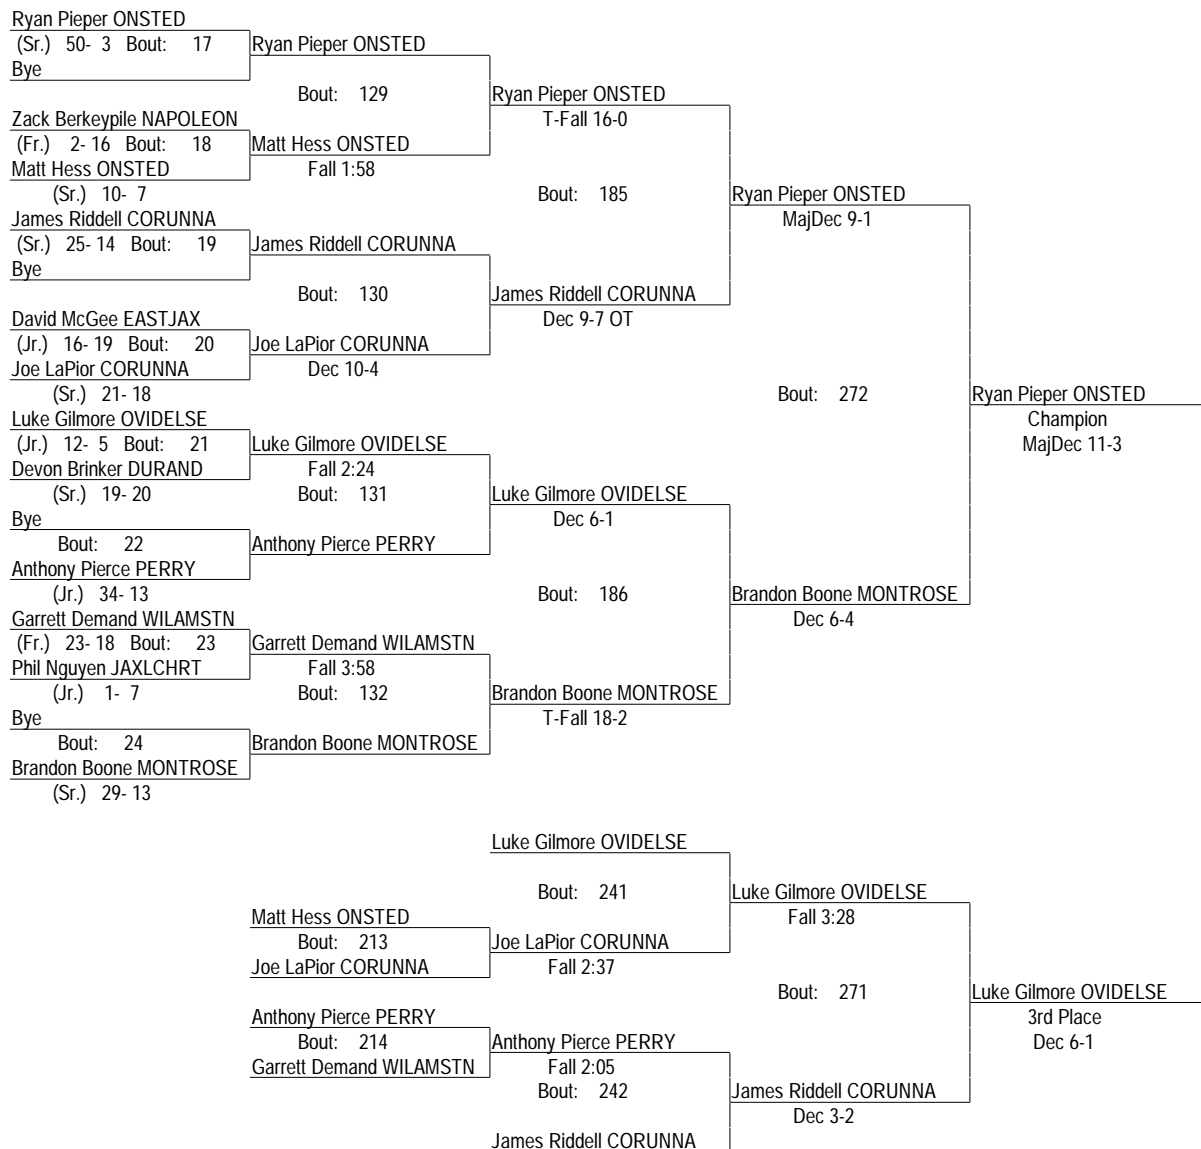 Ryan Pieper ONSTED
(Sr.) 50- 3 Bout: 17
Bye
Ryan Pieper ONSTED
Bout: 129
Zack Berkeypile NAPOLEON
(Fr.) 2- 16 Bout: 18
Matt Hess ONSTED
(Sr.) 10- 7
Matt Hess ONSTED
Fall 1:58
Ryan Pieper ONSTED
T-Fall 16-0
Bout: 185
James Riddell CORUNNA
(Sr.) 25- 14 Bout: 19
Bye
James Riddell CORUNNA
Bout: 130
David McGee EASTJAX
(Jr.) 16- 19 Bout: 20
Joe LaPior CORUNNA
(Sr.) 21- 18
Joe LaPior CORUNNA
Dec 10-4
James Riddell CORUNNA
Dec 9-7 OT
Ryan Pieper ONSTED
MajDec 9-1
Bout: 272
Ryan Pieper ONSTED
Champion
MajDec 11-3
Luke Gilmore OVIDELSE
(Jr.) 12- 5 Bout: 21
Devon Brinker DURAND
(Sr.) 19- 20
Luke Gilmore OVIDELSE
Fall 2:24
Bout: 131
Bye
Bout: 22
Anthony Pierce PERRY
(Jr.) 34- 13
Anthony Pierce PERRY
Luke Gilmore OVIDELSE
Dec 6-1
Bout: 186
Garrett Demand WILAMSTN
(Fr.) 23- 18 Bout: 23
Phil Nguyen JAXLCHRT
(Jr.) 1- 7
Garrett Demand WILAMSTN
Fall 3:58
Bout: 132
Bye
Bout: 24
Brandon Boone MONTROSE
(Sr.) 29- 13
Brandon Boone MONTROSE
Brandon Boone MONTROSE
T-Fall 18-2
Brandon Boone MONTROSE
Dec 6-4
Luke Gilmore OVIDELSE
Bout: 241
Matt Hess ONSTED
Bout: 213
Joe LaPior CORUNNA
Joe LaPior CORUNNA
Fall 2:37
Luke Gilmore OVIDELSE
Fall 3:28
Bout: 271
Luke Gilmore OVIDELSE
3rd Place
Dec 6-1
Anthony Pierce PERRY
Bout: 214
Garrett Demand WILAMSTN
Anthony Pierce PERRY
Fall 2:05
Bout: 242
James Riddell CORUNNA
Dec 3-2
James Riddell CORUNNA